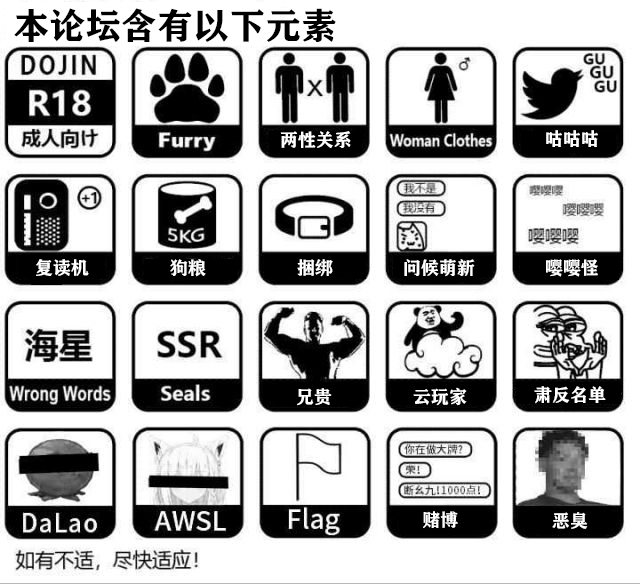 本论坛含有以下元素
DOJIN
R18
成人向け
Furry
X
两性关系
♂
Woman Clothes
GU
GU
GU
咕咕咕
+1
复读机
5KG
狗粮
捆绑
我不是
我没有
问候萌新
嘤嘤嘤
嘤嘤嘤
嘤嘤嘤
嘤嘤怪
海星
Wrong Words
SSR
Seals
兄贵
云玩家
肃反名单
DaLao
AWSL
Flag
你在做大牌?
荣!
断幺九!1000点!
赌博
恶臭
如有不适，尽快适应!